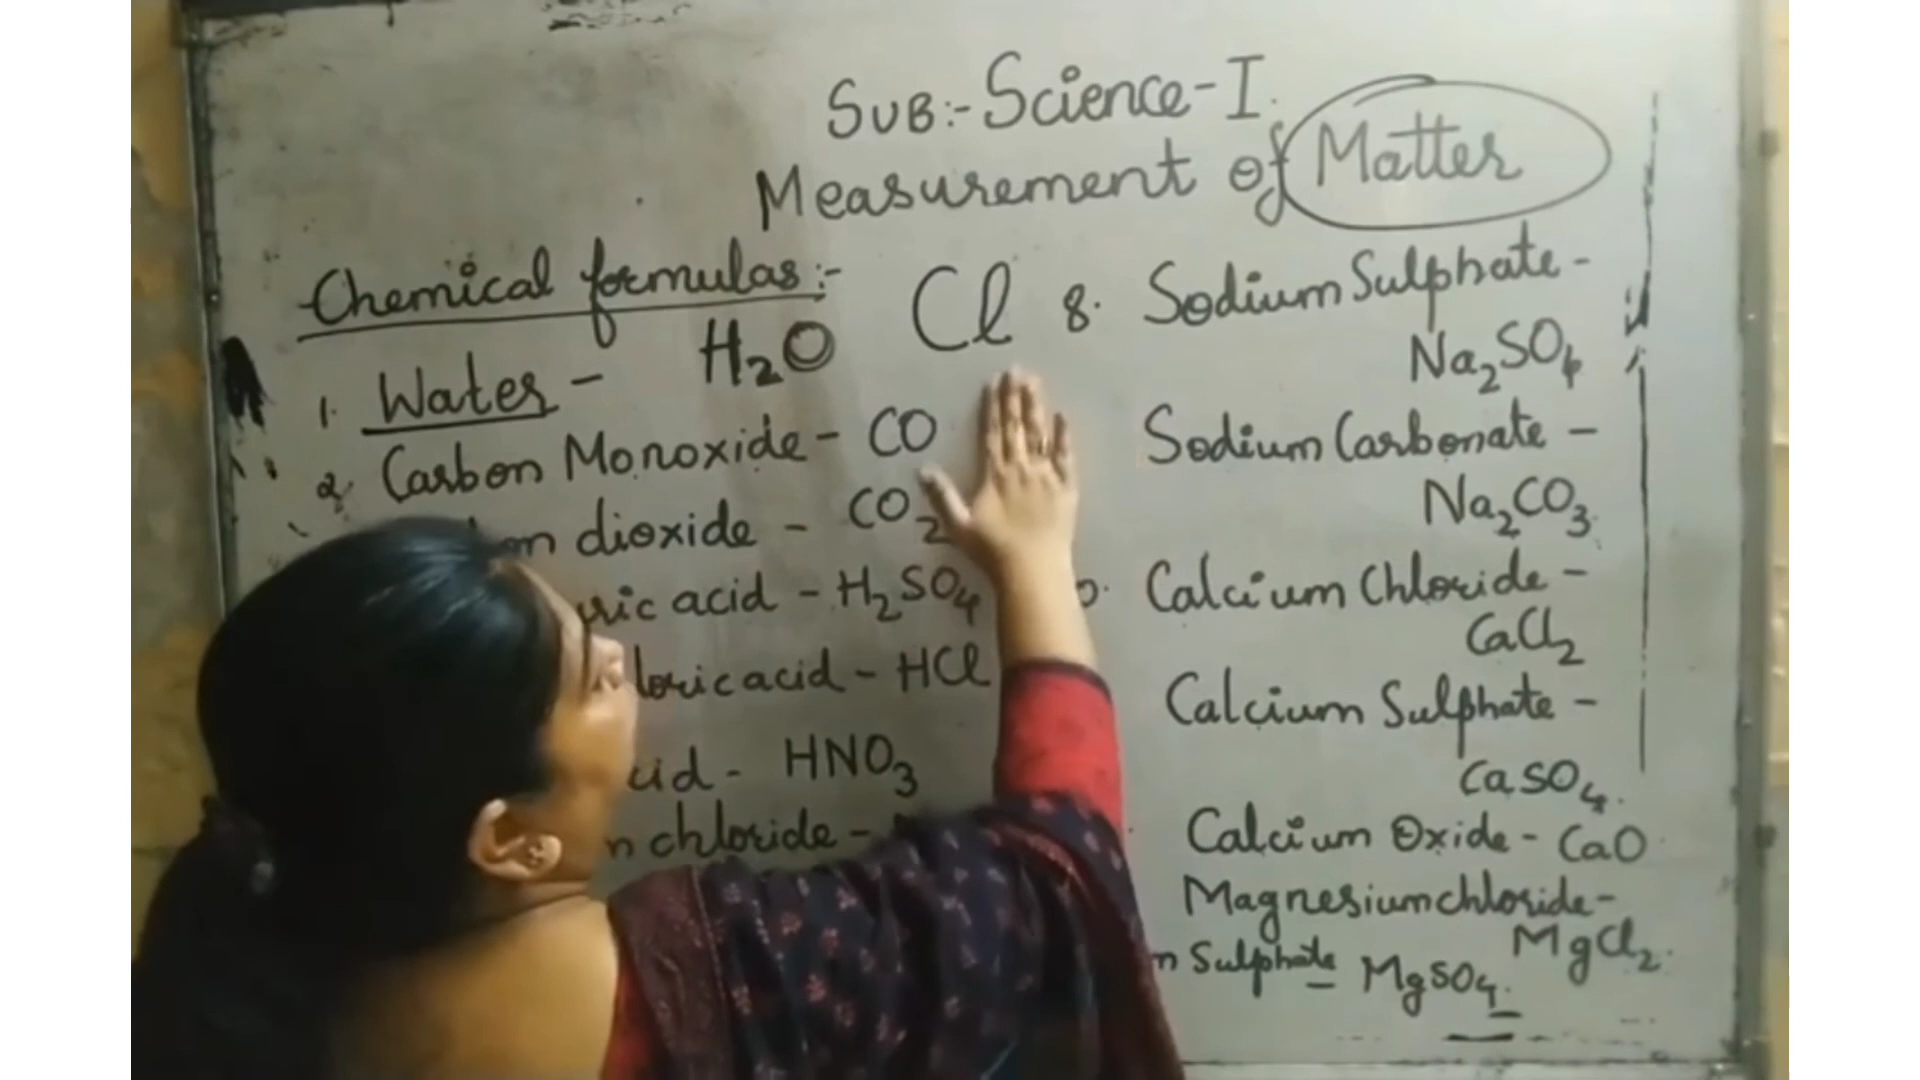 SUB:- Science-I.
Measurement of Matter
Chemical formulas:-
1. Water - H₂O
2. Carbon Monoxide - CO
dioxide - CO₂
acid - H₂SO₄
acid - HCl
HNO₃
chloride -
Cl
8. Sodium Sulphate -
Na₂SO₄
Sodium Carbonate -
Na₂CO₃
Calcium Chloride -
CaCl₂
Calcium Sulphate -
CaSO₄.
Calcium Oxide - CaO
Magnesium chloride -
MgCl₂.
Sulphate - MgSO₄.